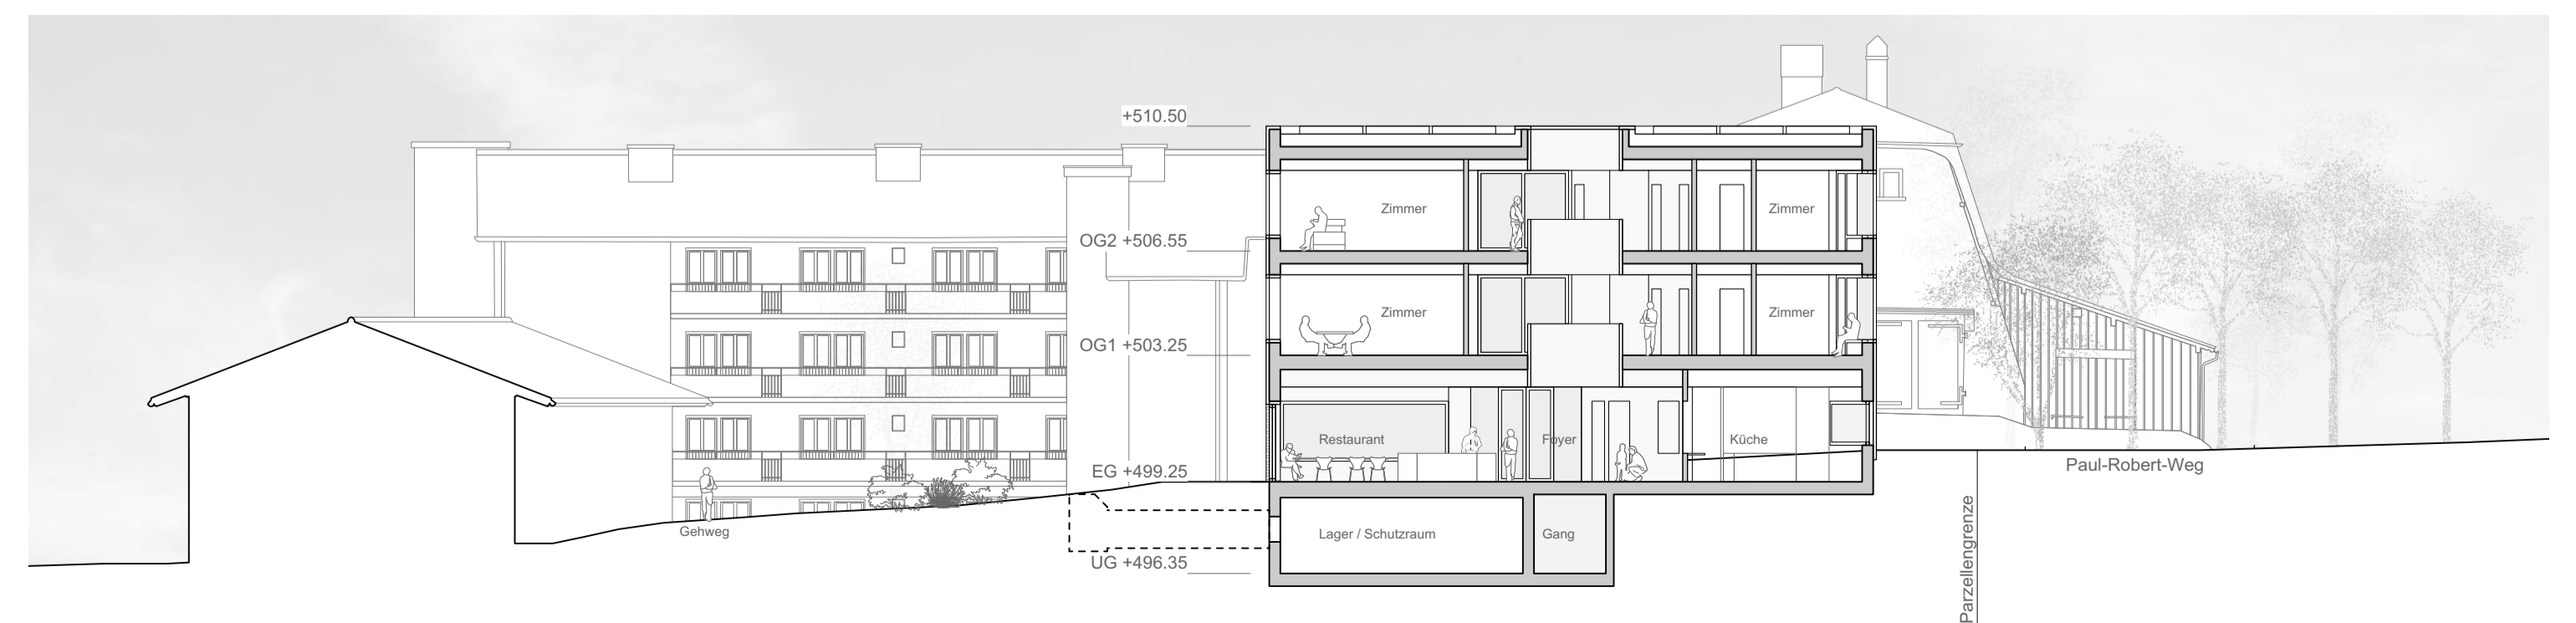 +510.50
Zimmer
Zimmer
OG2 +506.55
Zimmer
Zimmer
OG1 +503.25
Restaurant
Foyer
Küche
EG +499.25
Paul-Robert-Weg
Gehweg
Lager / Schutzraum
Gang
UG +496.35
Parzellengrenze